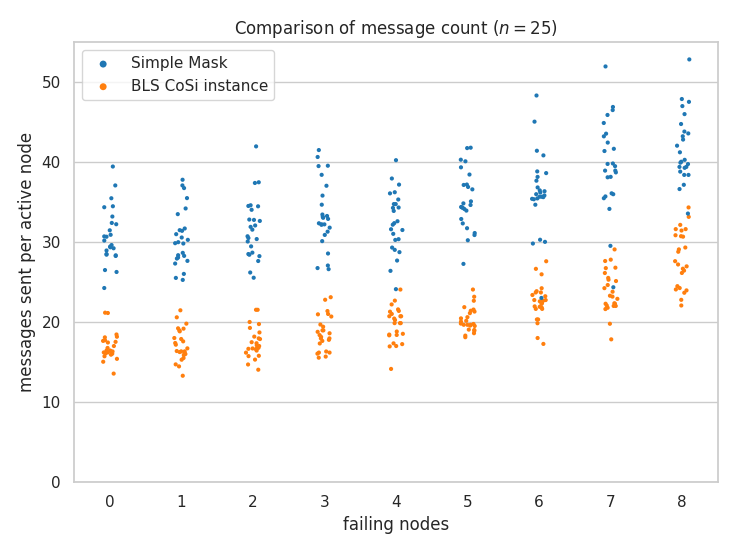 Comparison of message count (n = 25)
Simple Mask
BLS CoSi instance
messages sent per active node
50
40
30
20
10
0
0 1 2 3 4 5 6 7 8
failing nodes